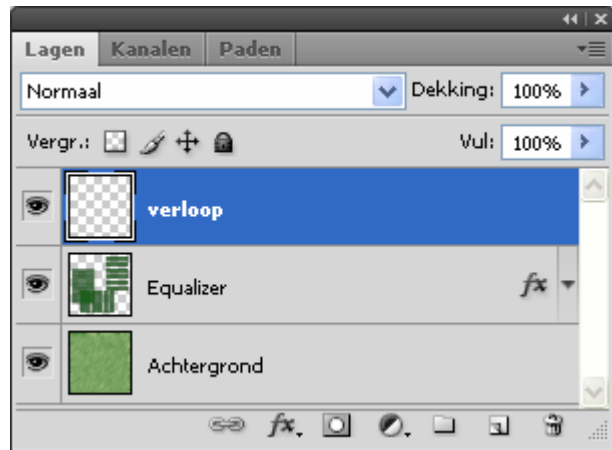 Lagen Kanalen Paden
Normaal Dekking: 100%
Vergr.: Vul: 100%
verloop
Equalizer fx
Achtergrond
fx.